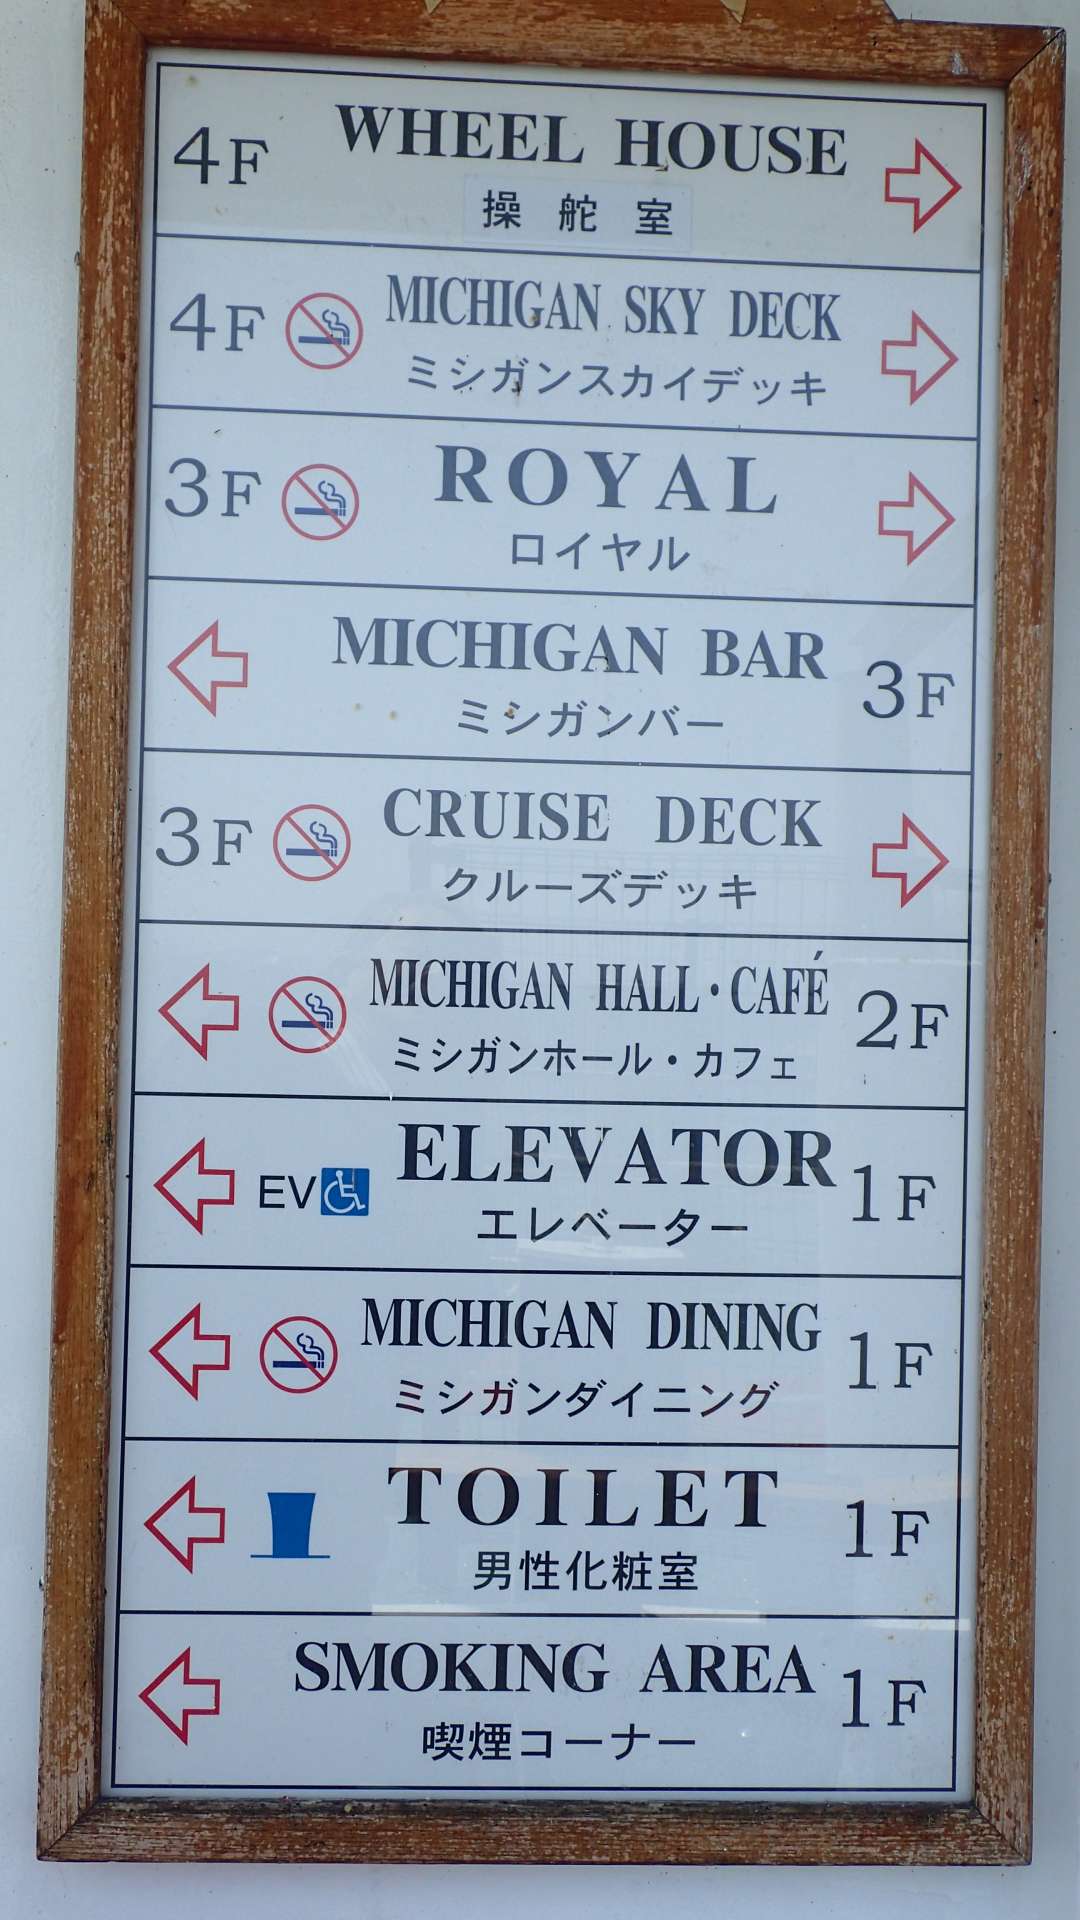 4F WHEEL HOUSE
操舵室
4F MICHIGAN SKY DECK
ミシガンスカイデッキ
3F ROYAL
ロイヤル
MICHIGAN BAR 3F
ミシガンバー
3F CRUISE DECK
クルーズデッキ
MICHIGAN HALL・CAFÉ 2F
ミシガンホール・カフェ
EV ELEVATOR 1F
エレベーター
MICHIGAN DINING 1F
ミシガンダイニング
TOILET 1F
男性化粧室
SMOKING AREA 1F
喫煙コーナー